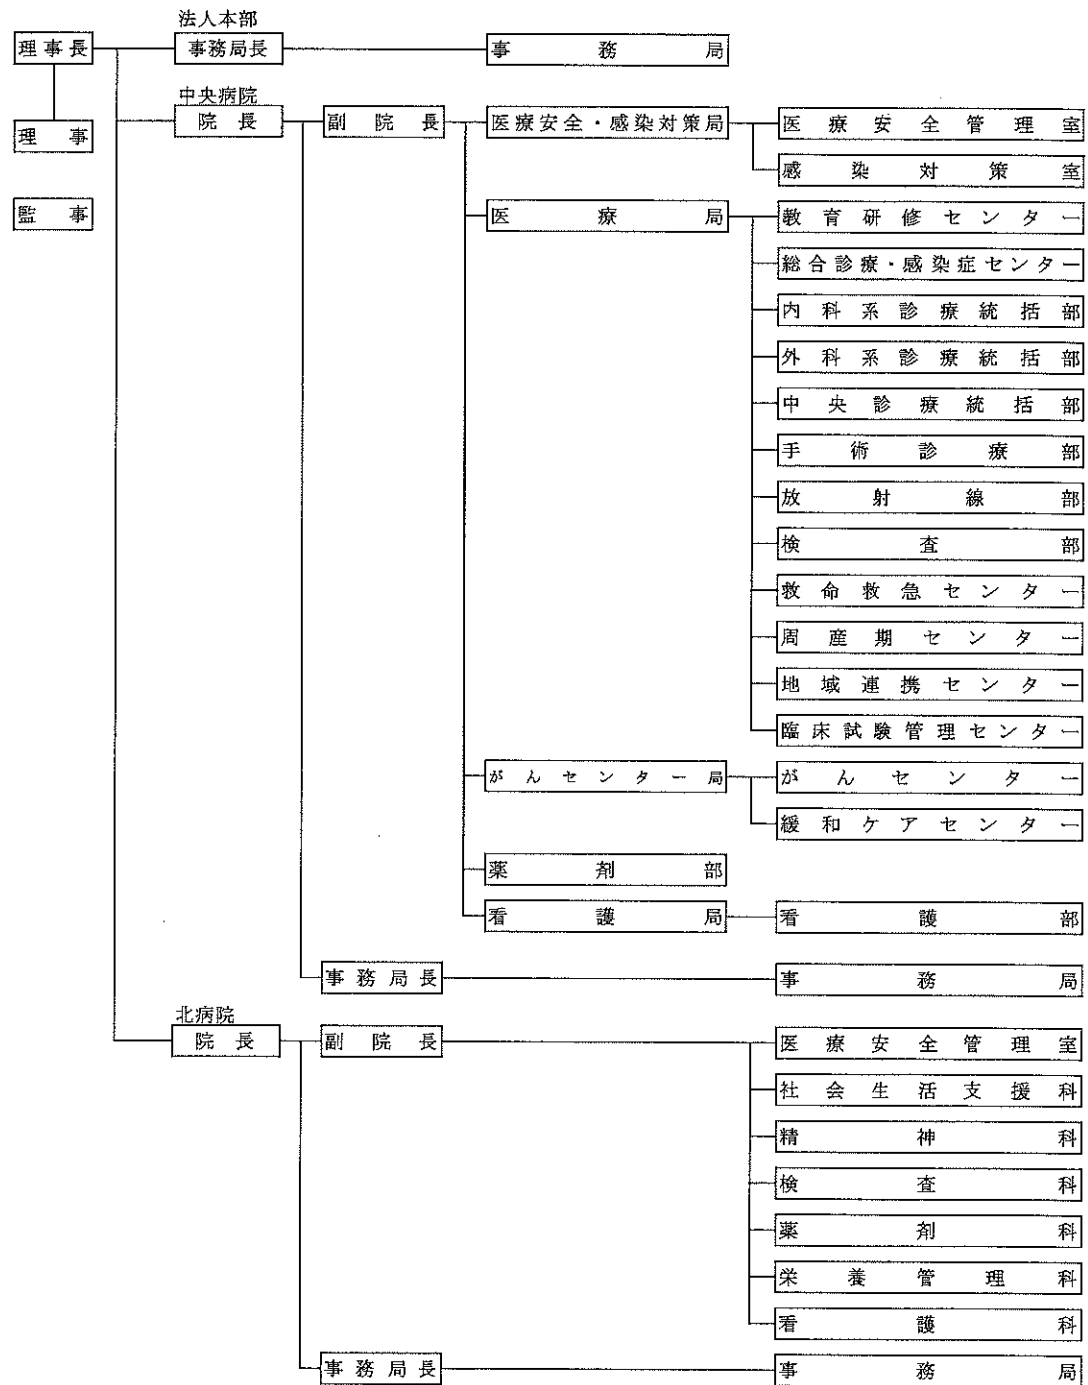 法人本部
理事長 事務局長 事務局
中央病院
院長 副院長 医療安全・感染対策局 医療安全管理室
理事
感染対策室
監事 医療局 教育研修センター
総合診療・感染症センター
内科系診療統括部
外科系診療統括部
中央診療統括部
手術診療部
放射線部
検査部
救命救急センター
周産期センター
地域連携センター
臨床試験管理センター
がんセンター局 がんセンター
緩和ケアセンター
薬剤部
看護局 看護部
事務局長 事務局
北病院
院長 副院長 医療安全管理室
社会生活支援科
精神科
検査科
薬剤科
栄養管理科
看護科
事務局長 事務局